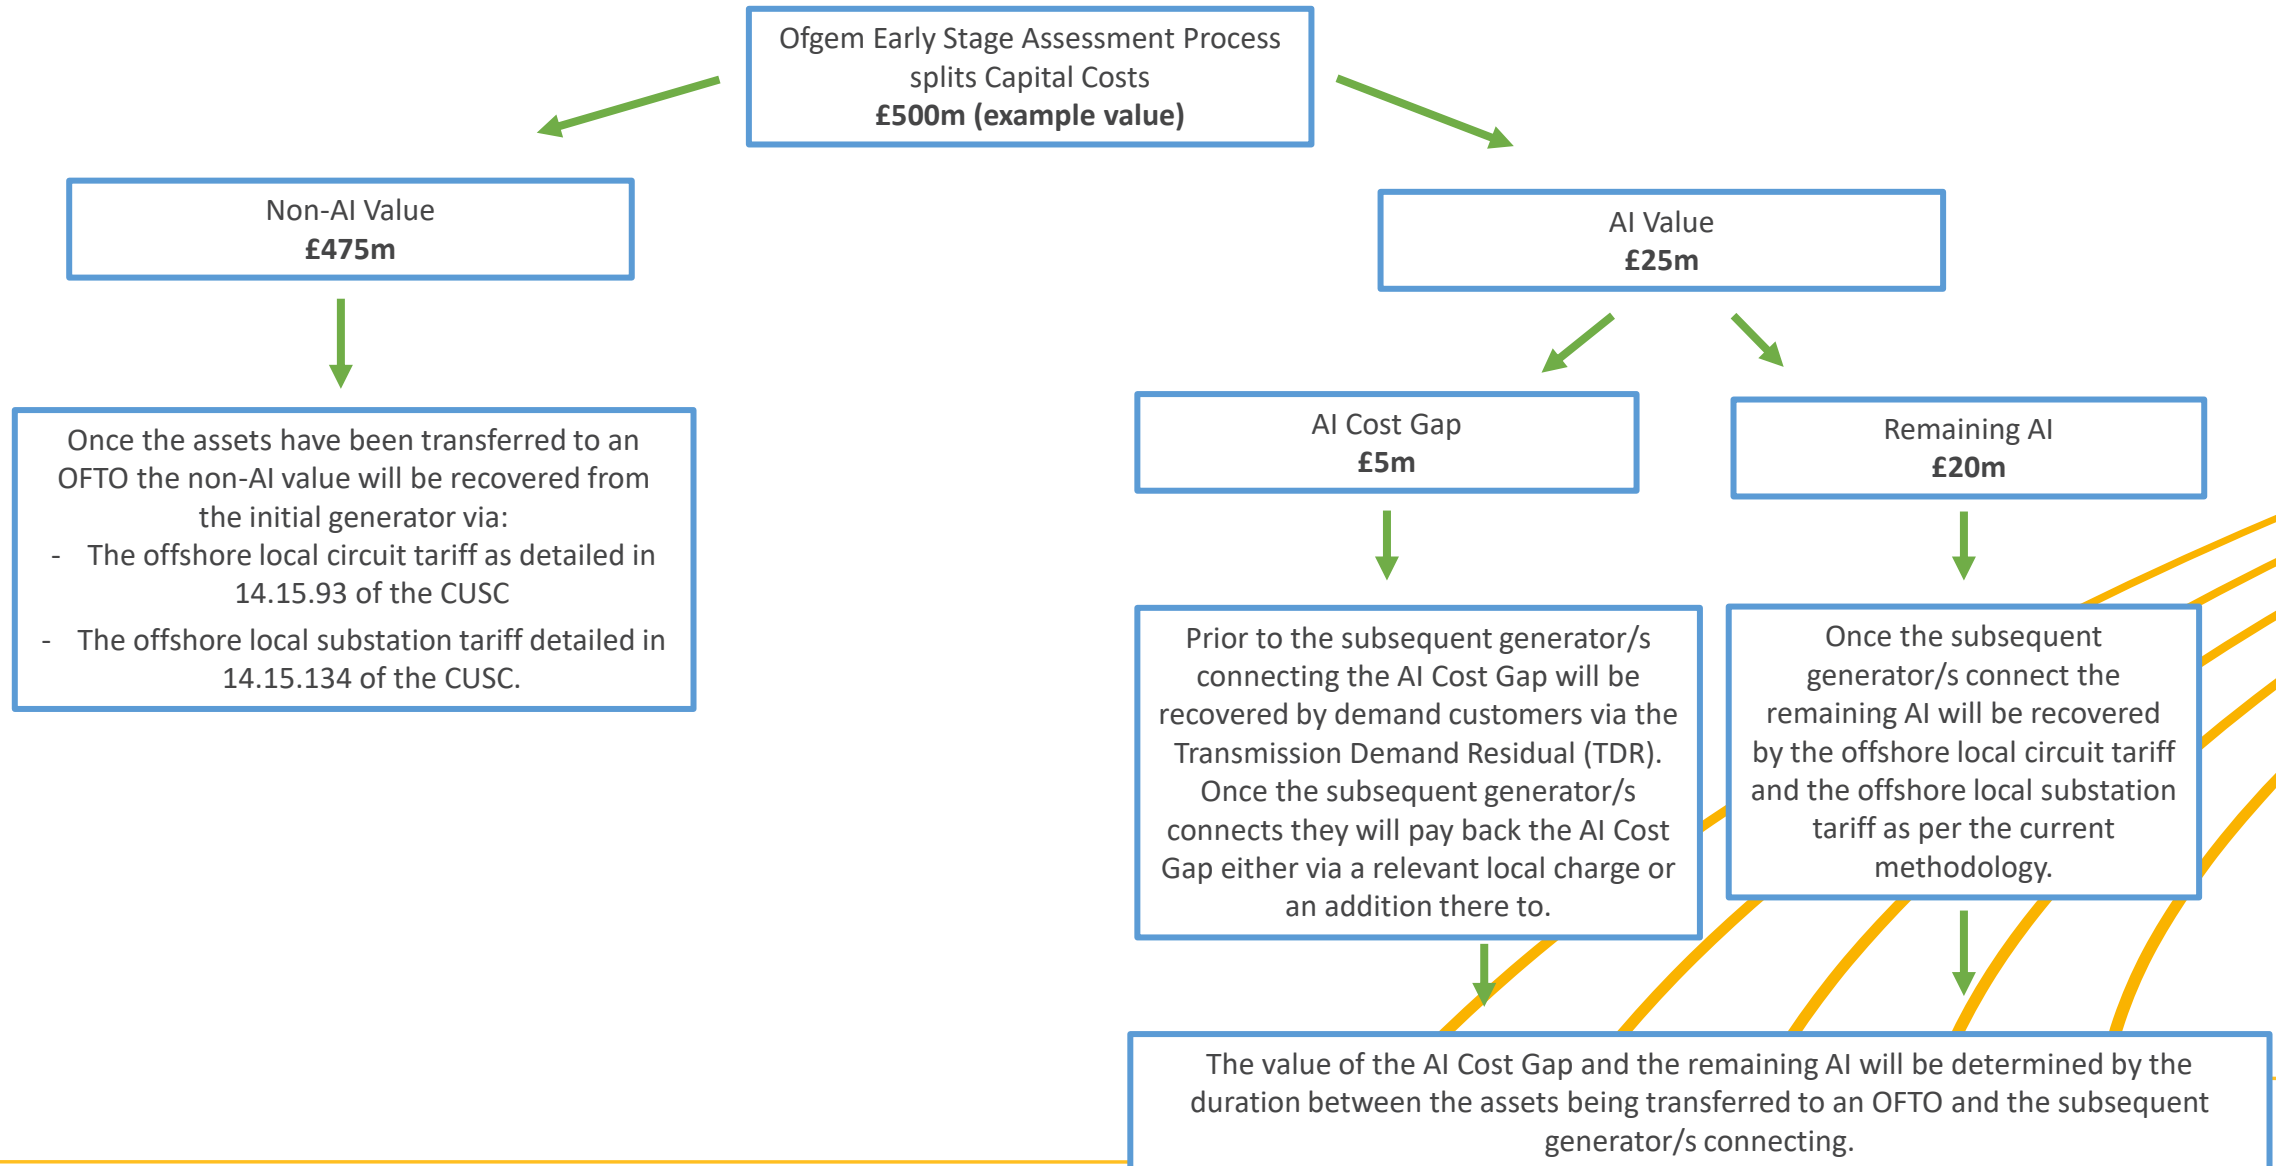 Ofgem Early Stage Assessment Process
splits Capital Costs
£500m (example value)
Non-AI Value
£475m
AI Value
£25m
AI Cost Gap
£5m
Remaining AI
£20m
Once the assets have been transferred to an
OFTO the non-AI value will be recovered from
the initial generator via:
- The offshore local circuit tariff as detailed in
14.15.93 of the CUSC
- The offshore local substation tariff detailed in
14.15.134 of the CUSC.
Prior to the subsequent generator/s
connecting the AI Cost Gap will be
recovered by demand customers via the
Transmission Demand Residual (TDR).
Once the subsequent generator/s
connects they will pay back the AI Cost
Gap either via a relevant local charge or
an addition there to.
Once the subsequent
generator/s connect the
remaining AI will be recovered
by the offshore local circuit tariff
and the offshore local substation
tariff as per the current
methodology.
The value of the AI Cost Gap and the remaining AI will be determined by the
duration between the assets being transferred to an OFTO and the subsequent
generator/s connecting.